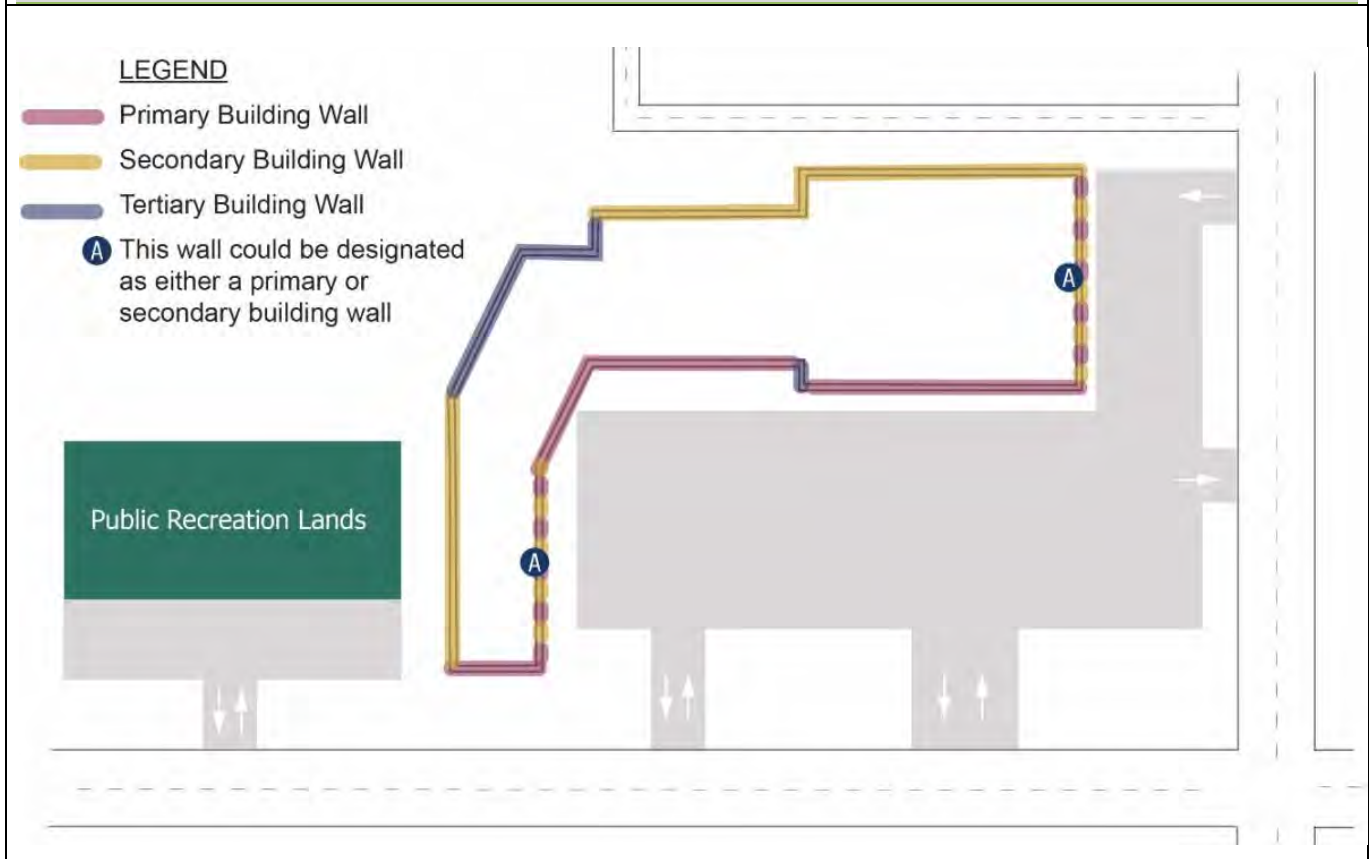 LEGEND
Primary Building Wall
Secondary Building Wall
Tertiary Building Wall
A This wall could be designated
as either a primary or
secondary building wall
A
Public Recreation Lands
A